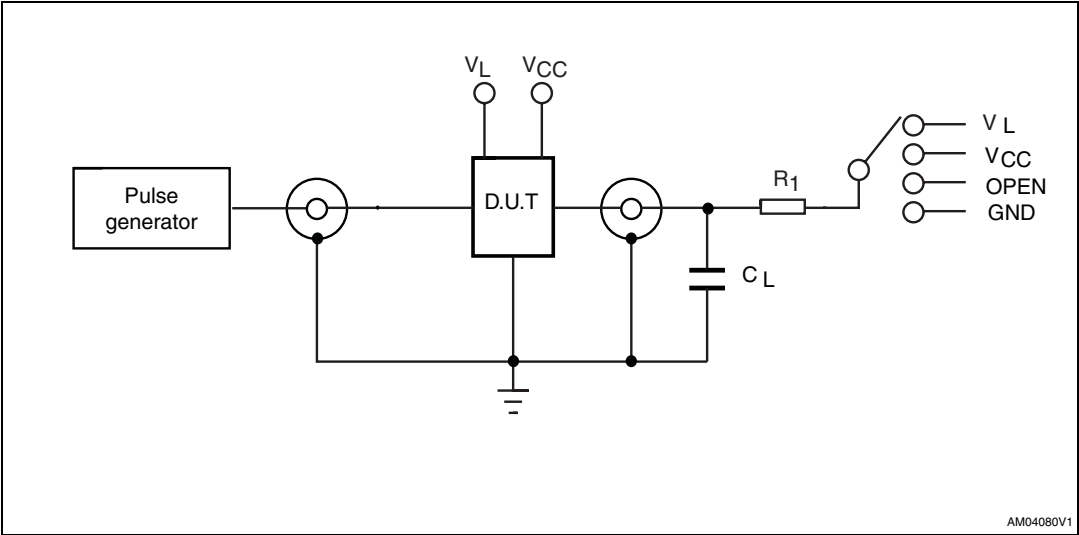 VL VCC
Pulse
generator
D.U.T
R1
CL
VL
VCC
OPEN
GND
AM04080V1